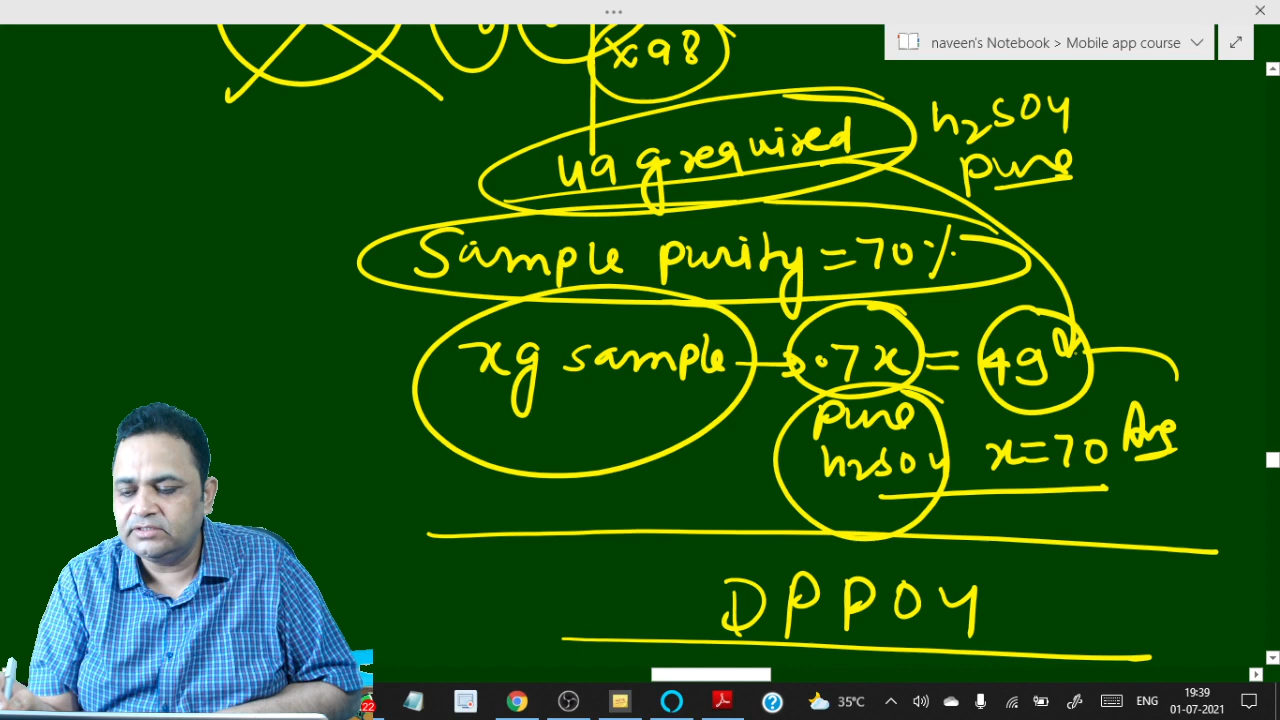 naveen's Notebook > Mobile app course
x98
49 g required
h2SO4
pure
Sample purity = 70%
xg sample → .7x = 49
pure
h2SO4
x=70 Ans
DPP04
22
35°C
ENG
19:39
01-07-2021